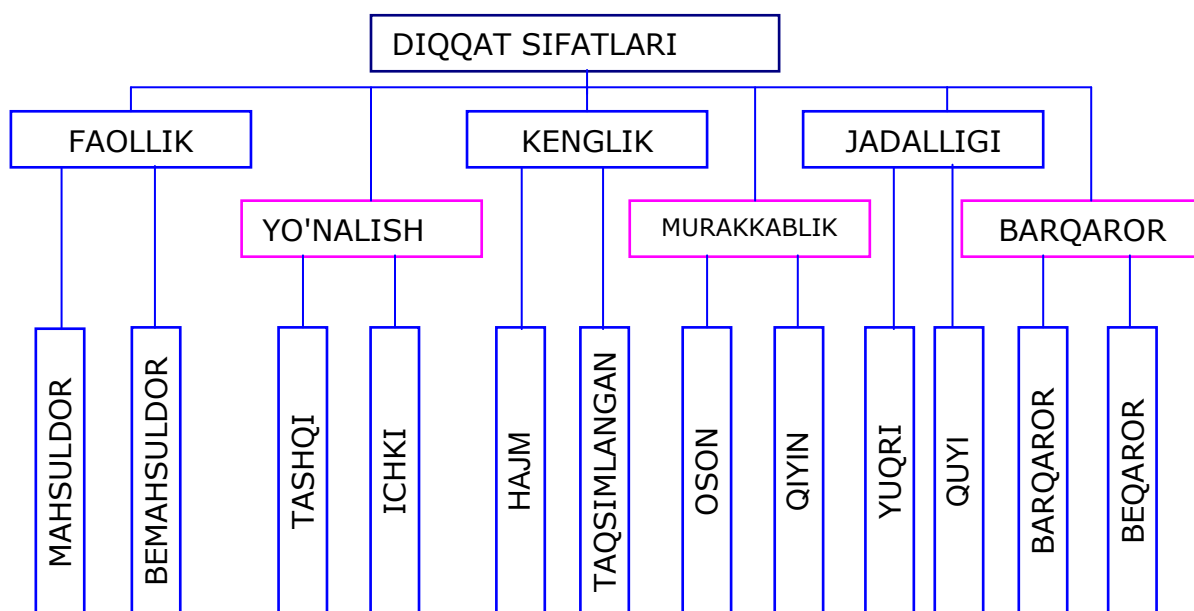 DIQQAT SIFATLARI
FAOLLIK
KENGLIK
JADALLIGI
YO'NALISH
MURAKKABLIK
BARQAROR
MAHSULDOR
BEMAHSULDOR
TASHQI
ICHKI
HAJM
TAQSIMLANGAN
OSON
QIYIN
YUQRI
QUYI
BARQAROR
BEQAROR